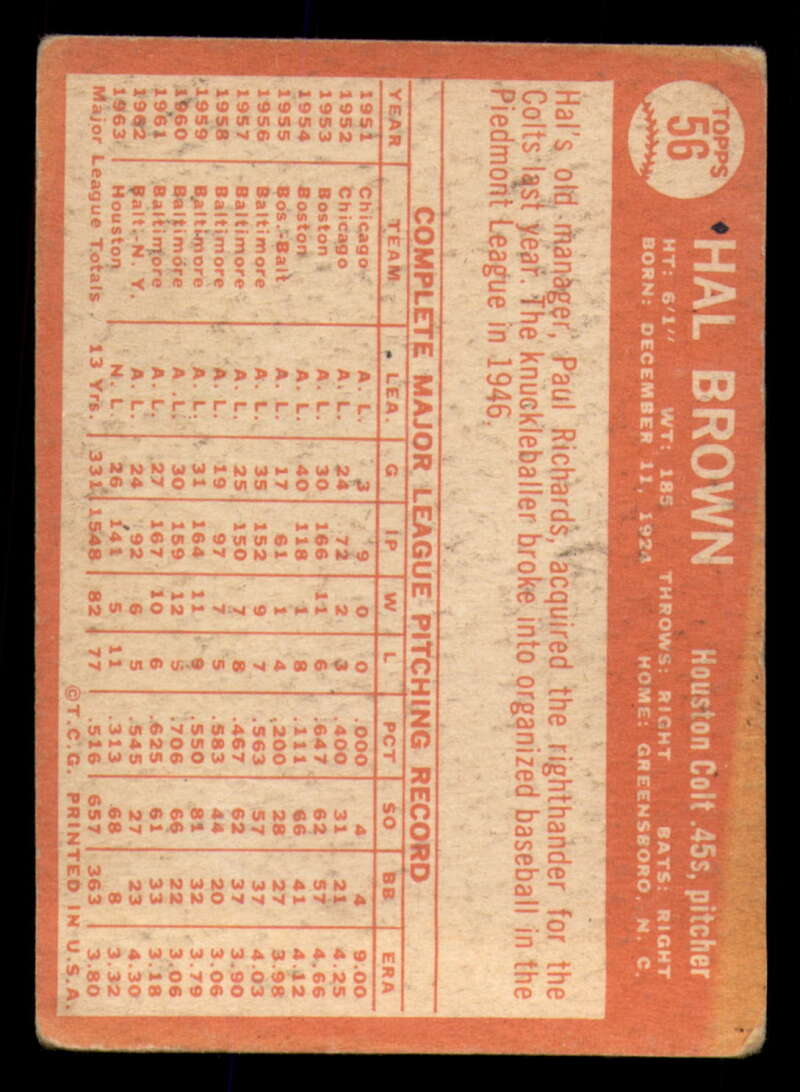 TOPPS
56
HAL BROWN
Houston Colt .45s, pitcher
HT: 6'1" WT: 185 THROWS: RIGHT BATS: RIGHT
BORN: DECEMBER 11, 1924 HOME: GREENSBORO, N. C.
Hal's old manager, Paul Richards, acquired the righthander for the
Colts last year. The knuckleballer broke into organized baseball in the
Piedmont League in 1946.
COMPLETE MAJOR LEAGUE PITCHING RECORD
YEAR TEAM LEA. G IP W L PCT SO BB ERA
1951 Chicago A. L. 3 9 0 0 .000 4 4 9.00
1952 Chicago A. L. 24 72 2 3 .400 31 21 4.25
1953 Boston A. L. 30 166 11 6 .647 62 57 4.66
1954 Boston A. L. 40 118 1 8 .111 66 41 4.12
1955 Bos.-Balt A. L. 17 61 1 4 .200 28 27 3.98
1956 Baltimore A. L. 35 152 9 7 .563 57 37 4.03
1957 Baltimore A. L. 25 150 7 8 .467 62 37 3.90
1958 Baltimore A. L. 19 97 7 5 .583 44 20 3.06
1959 Baltimore A. L. 31 164 11 9 .550 81 32 3.79
1960 Baltimore A. L. 30 159 12 5 .706 66 22 3.06
1961 Baltimore A. L. 27 167 10 6 .625 61 33 3.18
1962 Balt.-N. Y. A. L. 24 92 6 5 .545 27 23 4.30
1963 Houston N. L. 26 141 5 11 .313 68 8 3.32
Major League Totals 13 Yrs. 331 1548 82 77 .516 657 363 3.80
©T.C.G. PRINTED IN U.S.A.